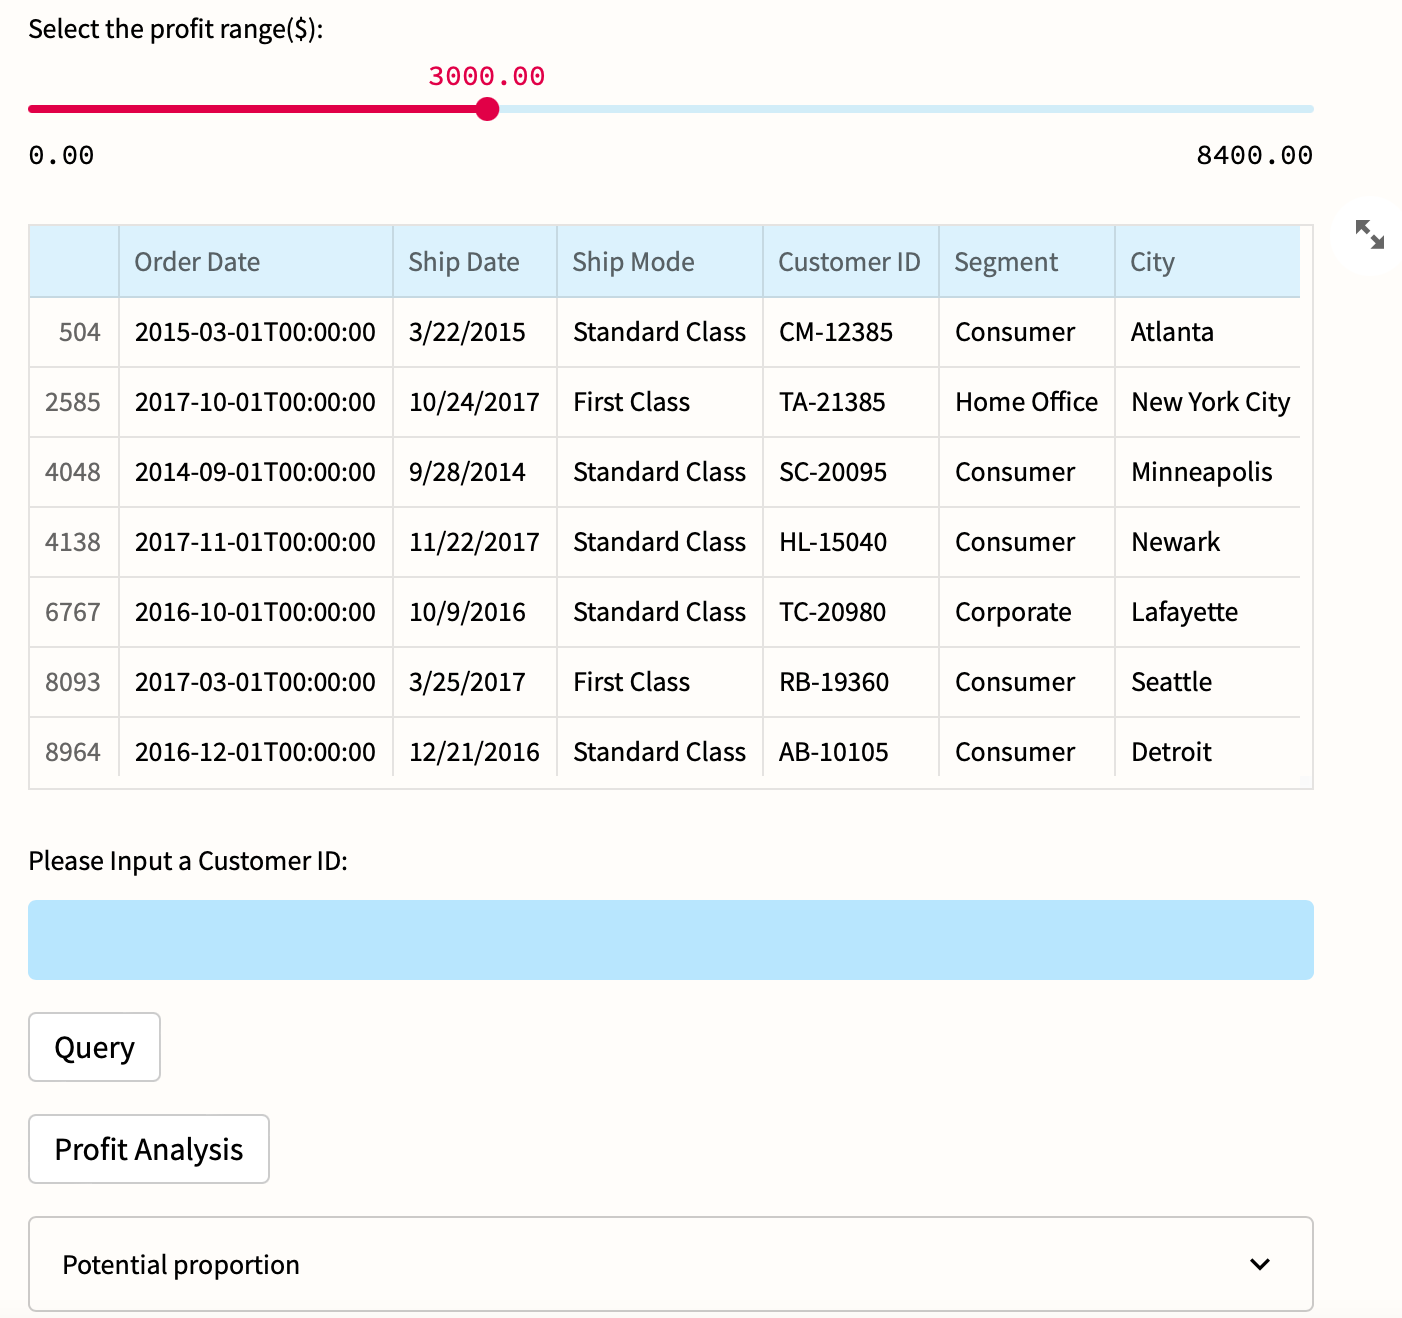 Select the profit range($):
3000.00
0.00 8400.00
Order Date Ship Date Ship Mode Customer ID Segment City
504 2015-03-01T00:00:00 3/22/2015 Standard Class CM-12385 Consumer Atlanta
2585 2017-10-01T00:00:00 10/24/2017 First Class TA-21385 Home Office New York City
4048 2014-09-01T00:00:00 9/28/2014 Standard Class SC-20095 Consumer Minneapolis
4138 2017-11-01T00:00:00 11/22/2017 Standard Class HL-15040 Consumer Newark
6767 2016-10-01T00:00:00 10/9/2016 Standard Class TC-20980 Corporate Lafayette
8093 2017-03-01T00:00:00 3/25/2017 First Class RB-19360 Consumer Seattle
8964 2016-12-01T00:00:00 12/21/2016 Standard Class AB-10105 Consumer Detroit
Please Input a Customer ID:
Query
Profit Analysis
Potential proportion